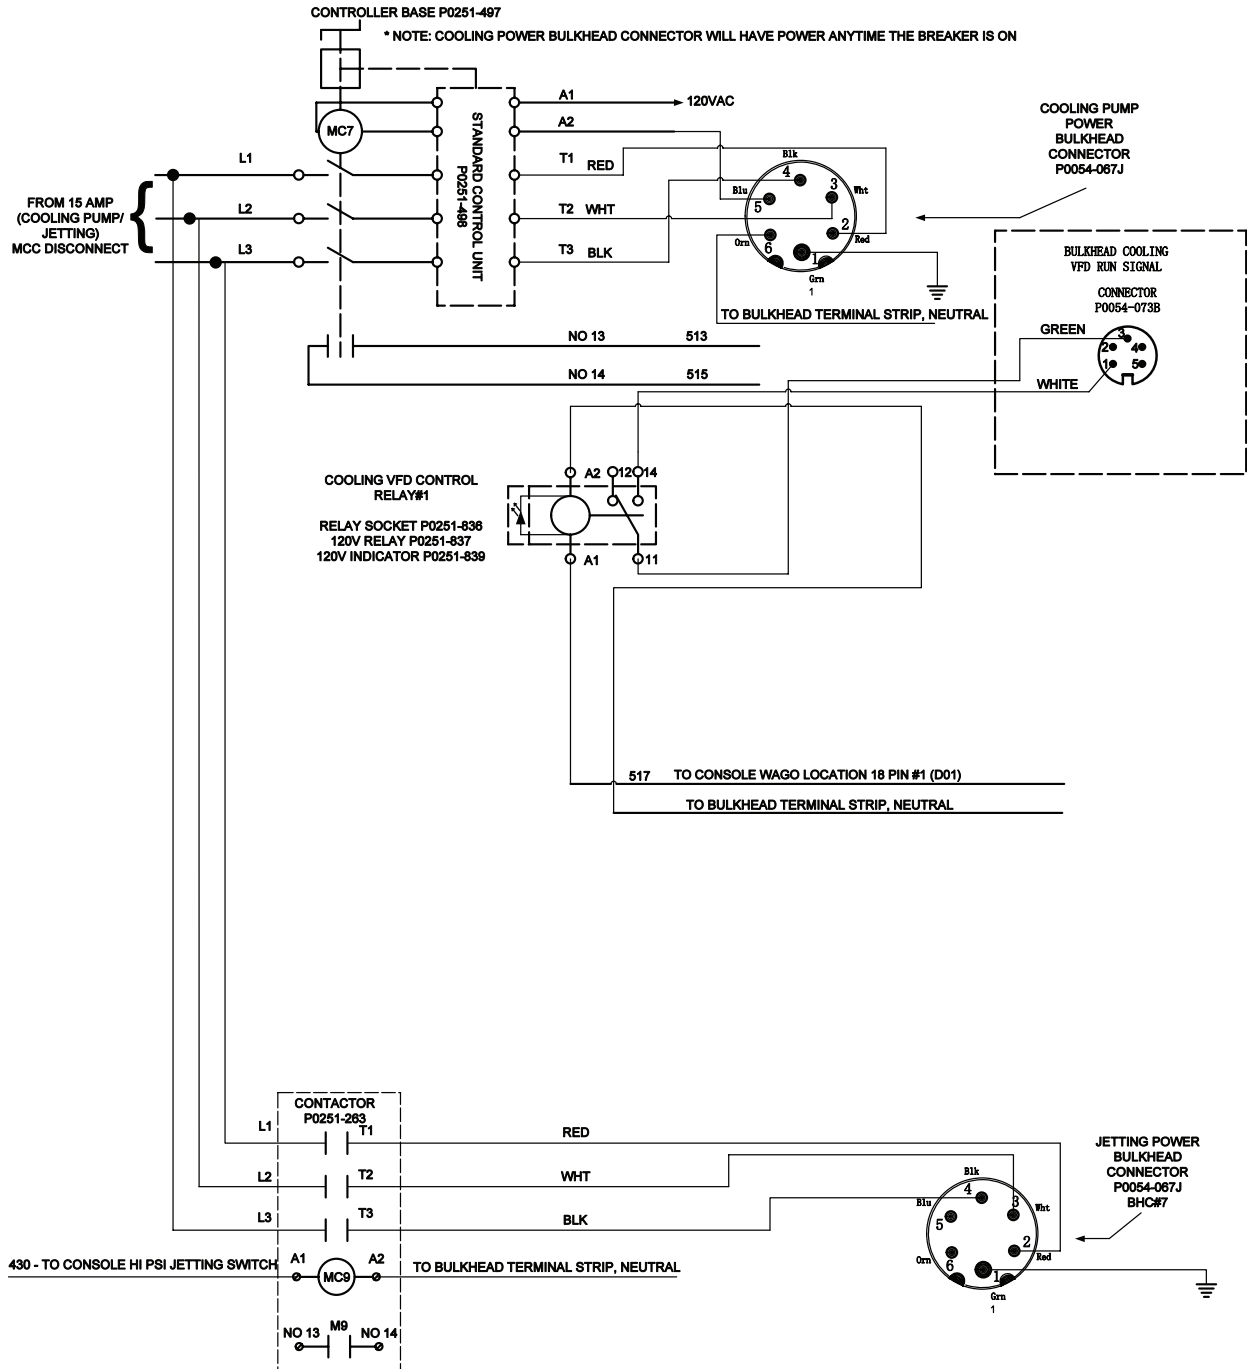 CONTROLLER BASE P0251-497
* NOTE: COOLING POWER BULKHEAD CONNECTOR WILL HAVE POWER ANYTIME THE BREAKER IS ON
A1
120VAC
MC7
A2
STANDARD CONTROL UNIT
P0251-498
COOLING PUMP
POWER
BULKHEAD
CONNECTOR
P0054-067J
L1
T1
RED
FROM 15 AMP
(COOLING PUMP/
JETTING)
MCC DISCONNECT
L2
T2 WHT
L3
T3 BLK
Blk
4
Blu
5
3
Wht
2
Red
Orn
6
1
Grn
1
TO BULKHEAD TERMINAL STRIP, NEUTRAL
BULKHEAD COOLING
VFD RUN SIGNAL
CONNECTOR
P0054-073B
GREEN
WHITE
3
2
4
1
5
NO 13
513
NO 14
515
COOLING VFD CONTROL
RELAY#1
RELAY SOCKET P0251-836
120V RELAY P0251-837
120V INDICATOR P0251-839
A2
12
14
A1
11
517
TO CONSOLE WAGO LOCATION 18 PIN #1 (D01)
TO BULKHEAD TERMINAL STRIP, NEUTRAL
CONTACTOR
P0251-263
L1
T1
RED
L2
T2
WHT
L3
T3
BLK
430 - TO CONSOLE HI PSI JETTING SWITCH
A1
MC9
A2
TO BULKHEAD TERMINAL STRIP, NEUTRAL
NO 13
M9
NO 14
JETTING POWER
BULKHEAD
CONNECTOR
P0054-067J
BHC#7
Blk
4
Blu
5
3
Wht
2
Red
Orn
6
1
Grn
1